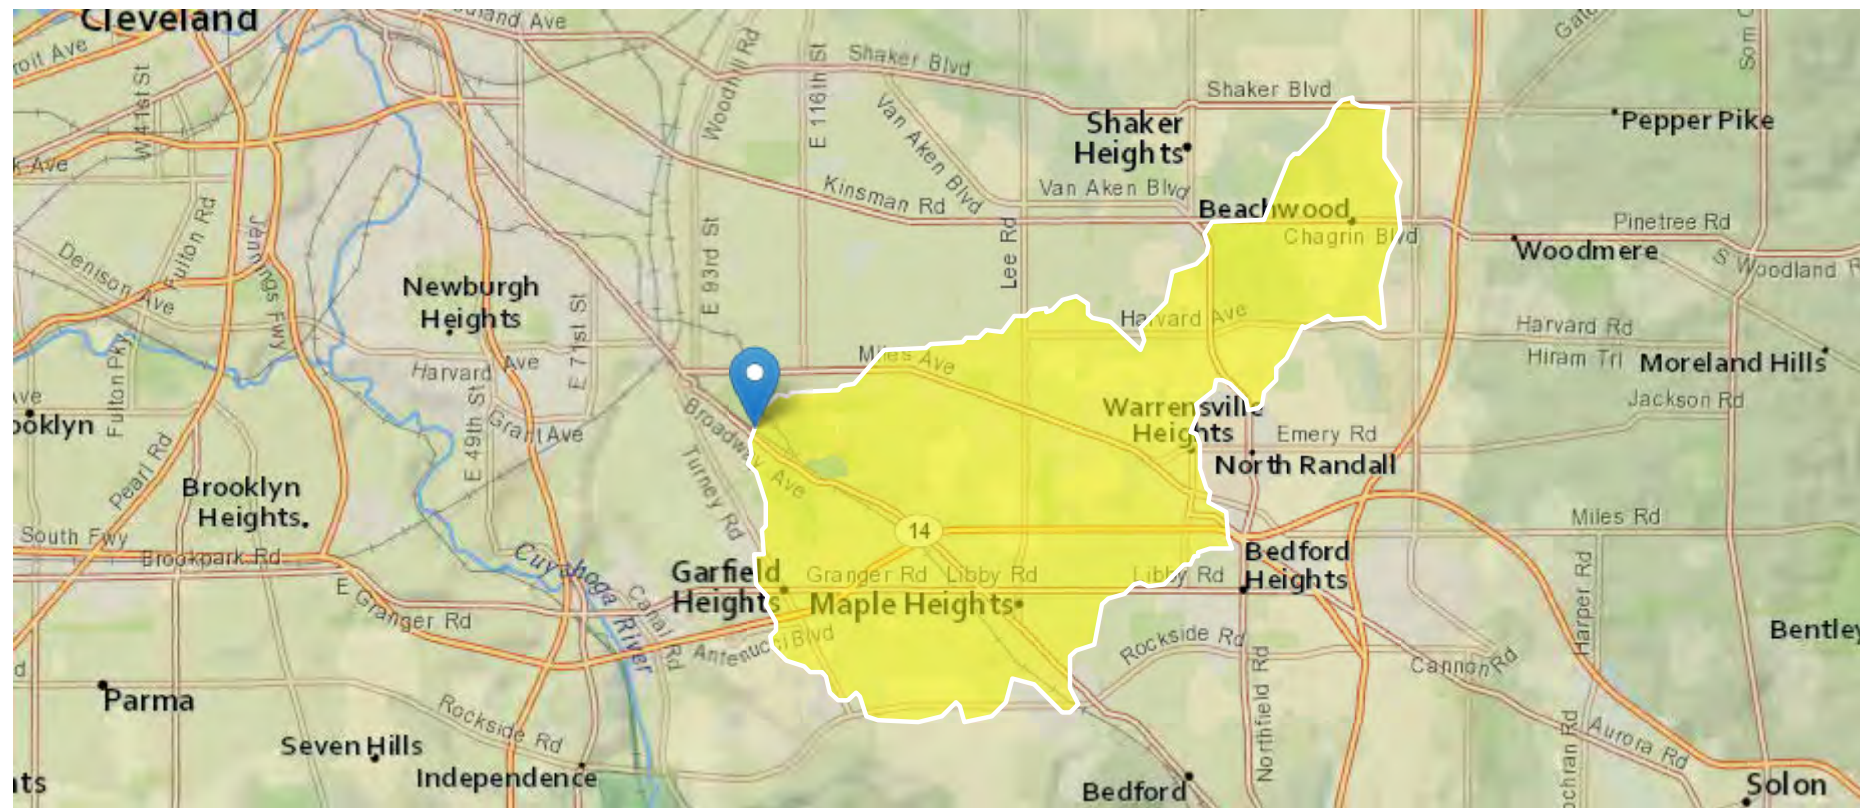 Cleveland
Woodhill Rd
E 116th St
Shaker Blvd
Shaker Blvd
W 41st St
Van Aken Blvd
Shaker
Heights
Pepper Pike
Van Aken Blvd
Kinsman Rd
Beachwood
Chagrin Blvd
Pinetree Rd
Woodmere
S Woodland R
Fulton Rd
Jennings Fwy
Denison Ave
E 93rd St
Lee Rd
Newburgh
Heights
E 71st St
Harvard Ave
Harvard Rd
Hiram Trl
Moreland Hills
Miles Ave
Harvard Ave
Fulton Pky
Jackson Rd
Warrensville
Heights
Emery Rd
North Randall
Grant Ave
E 49th St
Broadway Ave
Turney Rd
Pearl Rd
Brooklyn
Heights
South Fwy
Brookpark Rd
14
Miles Rd
Bedford
Heights
Cuyahoga River
Garfield
Heights
Granger Rd
Libby Rd
Libby Rd
Maple Heights
E Granger Rd
Canal Rd
Antenucci Blvd
Rockside Rd
Harper Rd
Bentley
Cannon Rd
Parma
Rockside Rd
Northfield Rd
Seven Hills
Independence
Aurora Rd
Bedford
Solon